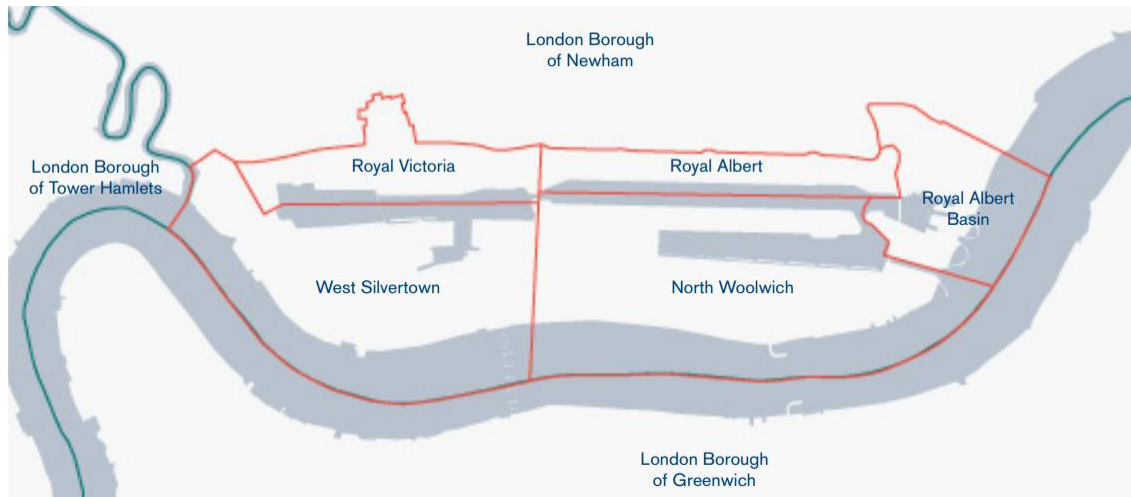 London Borough
of Newham
London Borough
of Tower Hamlets
Royal Victoria
Royal Albert
Royal Albert
Basin
West Silvertown
North Woolwich
London Borough
of Greenwich